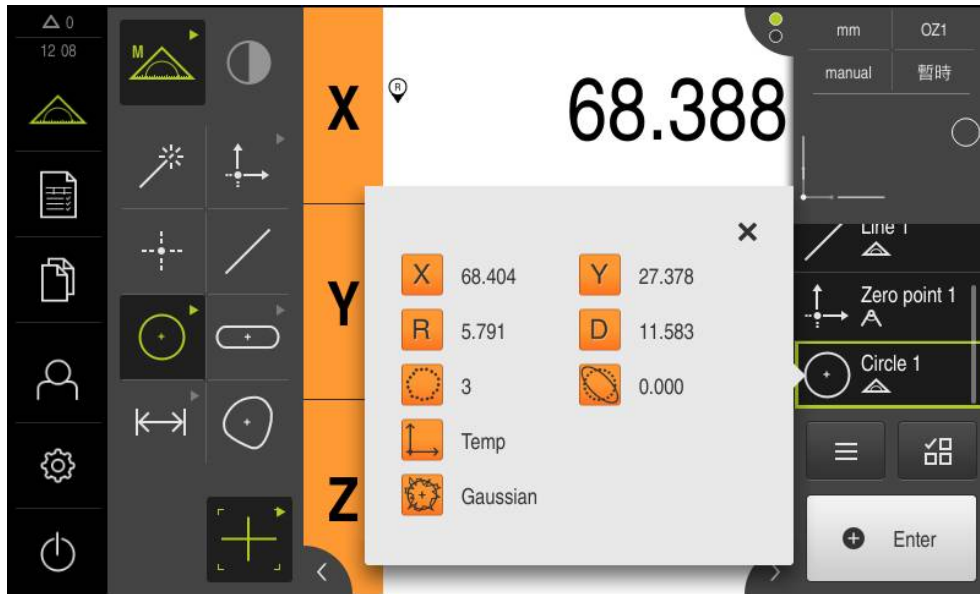 0
12 08
M
X
R
68.388
Y
Z
X 68.404
Y 27.378
R 5.791
D 11.583
3
0.000
Temp
Gaussian
mm
OZ1
manual
暫時
Line 1
Zero point 1
Circle 1
Enter